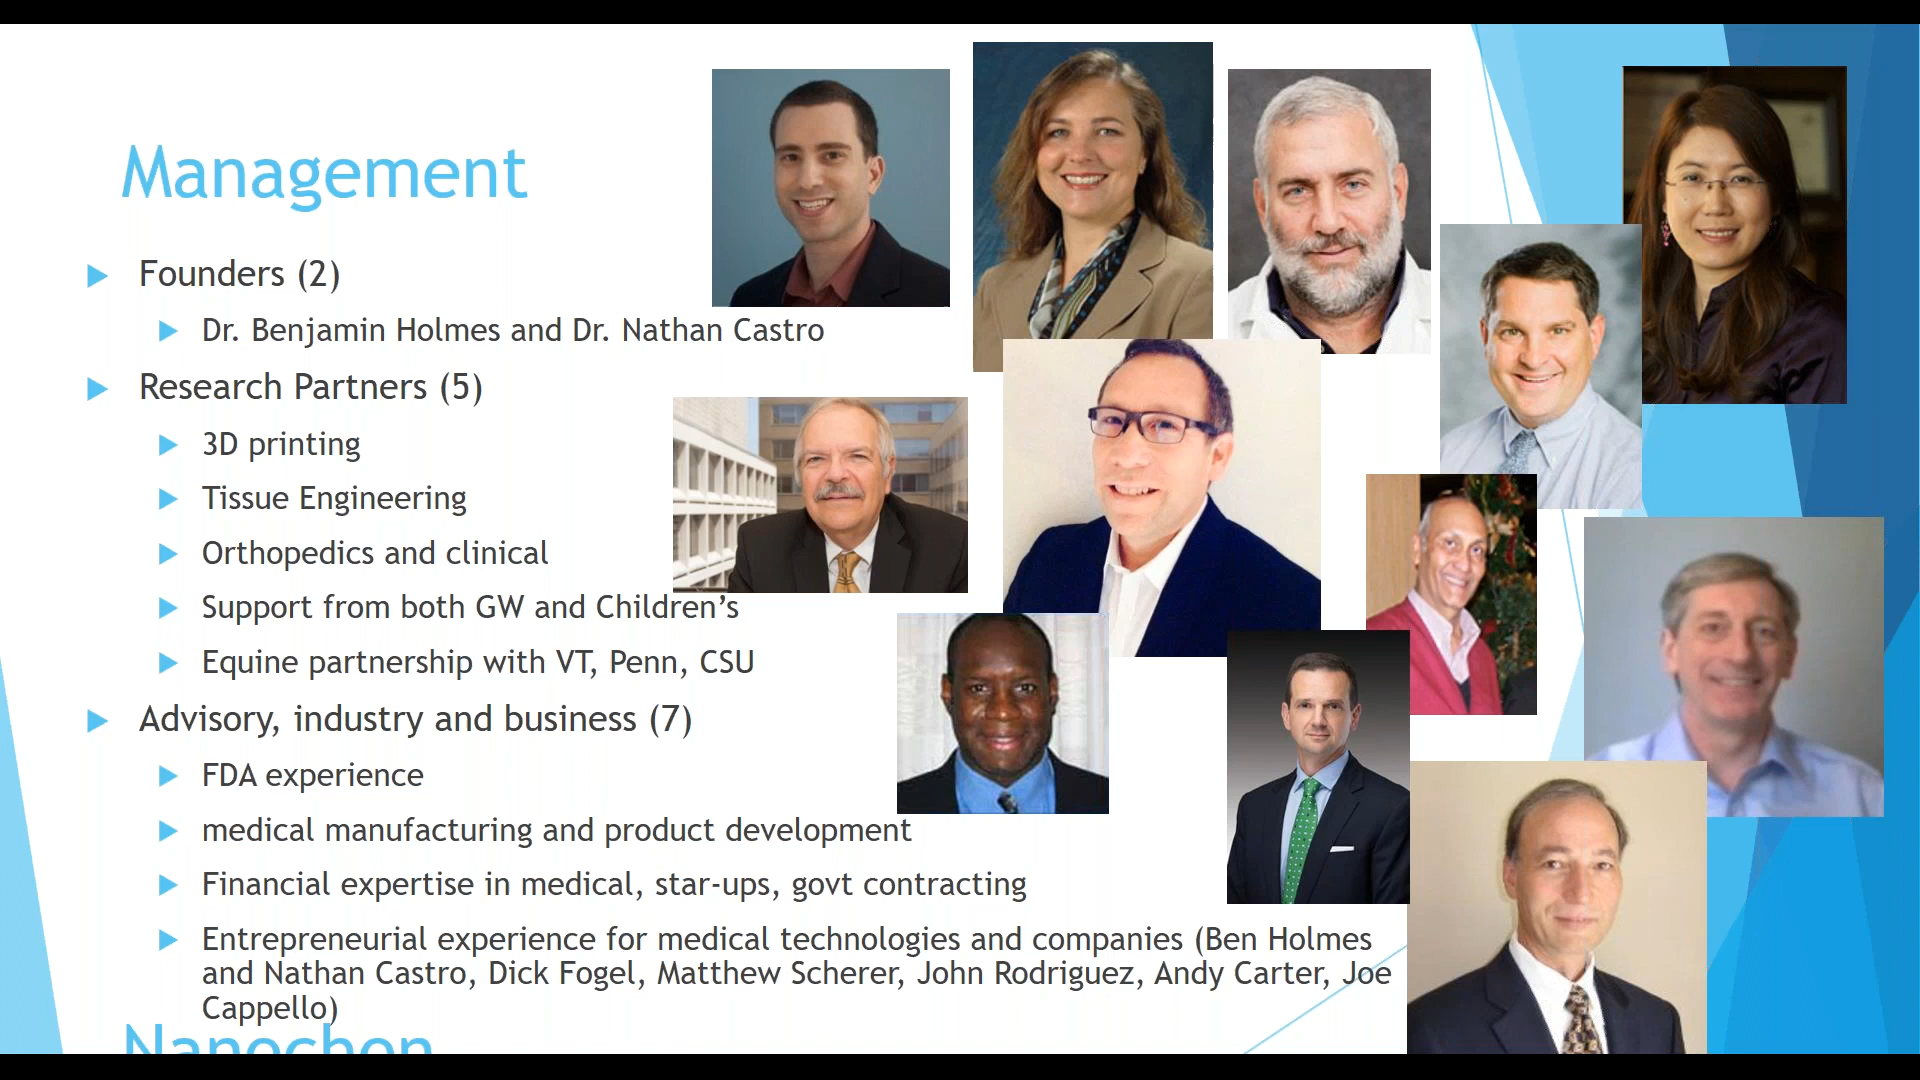 Management
Founders (2)
Dr. Benjamin Holmes and Dr. Nathan Castro
Research Partners (5)
3D printing
Tissue Engineering
Orthopedics and clinical
Support from both GW and Children’s
Equine partnership with VT, Penn, CSU
Advisory, industry and business (7)
FDA experience
medical manufacturing and product development
Financial expertise in medical, star-ups, govt contracting
Entrepreneurial experience for medical technologies and companies (Ben Holmes
and Nathan Castro, Dick Fogel, Matthew Scherer, John Rodriguez, Andy Carter, Joe
Cappello)
Nanochon